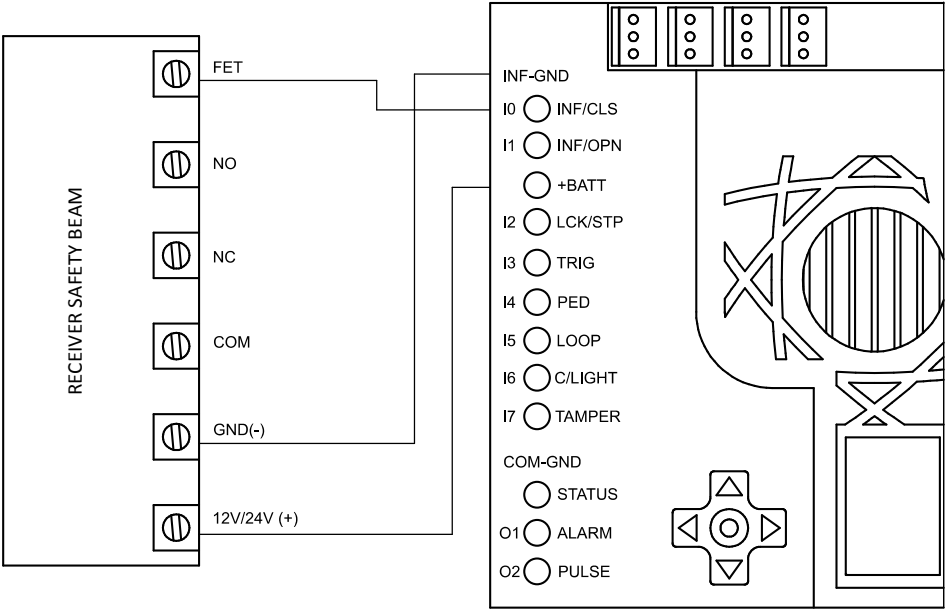 RECEIVER SAFETY BEAM
FET
NO
NC
COM
GND(-)
12V/24V (+)
INF-GND
I0 INF/CLS
I1 INF/OPN
+BATT
I2 LCK/STP
I3 TRIG
I4 PED
I5 LOOP
I6 C/LIGHT
I7 TAMPER
COM-GND
STATUS
O1 ALARM
O2 PULSE